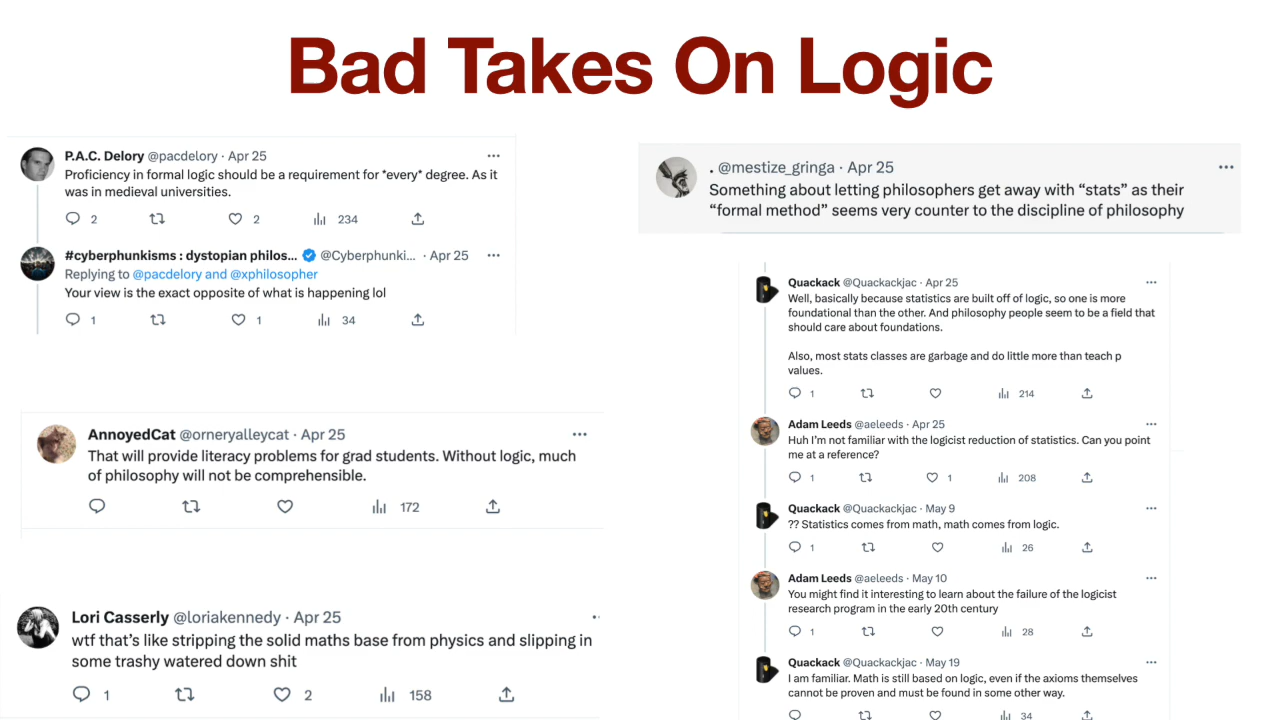 Bad Takes On Logic
P.A.C. Delory @pacdelory · Apr 25
Proficiency in formal logic should be a requirement for *every* degree. As it
was in medieval universities.
2 2 234
#cyberphunkisms : dystopian philos... @Cyberphunki... · Apr 25
Replying to @pacdelory and @xphilosopher
Your view is the exact opposite of what is happening lol
1 1 34
AnnoyedCat @orneryalleycat · Apr 25
That will provide literacy problems for grad students. Without logic, much
of philosophy will not be comprehensible.
172
Lori Casserly @loriakennedy · Apr 25
wtf that's like stripping the solid maths base from physics and slipping in
some trashy watered down shit
1 2 158
. @mestize_gringa · Apr 25
Something about letting philosophers get away with “stats” as their
“formal method” seems very counter to the discipline of philosophy
Quackack @Quackackjac · Apr 25
Well, basically because statistics are built off of logic, so one is more
foundational than the other. And philosophy people seem to be a field that
should care about foundations.
Also, most stats classes are garbage and do little more than teach p
values.
1 214
Adam Leeds @aeleeds · Apr 25
Huh I'm not familiar with the logicist reduction of statistics. Can you point
me at a reference?
1 1 208
Quackack @Quackackjac · May 9
?? Statistics comes from math, math comes from logic.
1 26
Adam Leeds @aeleeds · May 10
You might find it interesting to learn about the failure of the logicist
research program in the early 20th century
1 28
Quackack @Quackackjac · May 19
I am familiar. Math is still based on logic, even if the axioms themselves
cannot be proven and must be found in some other way.
34